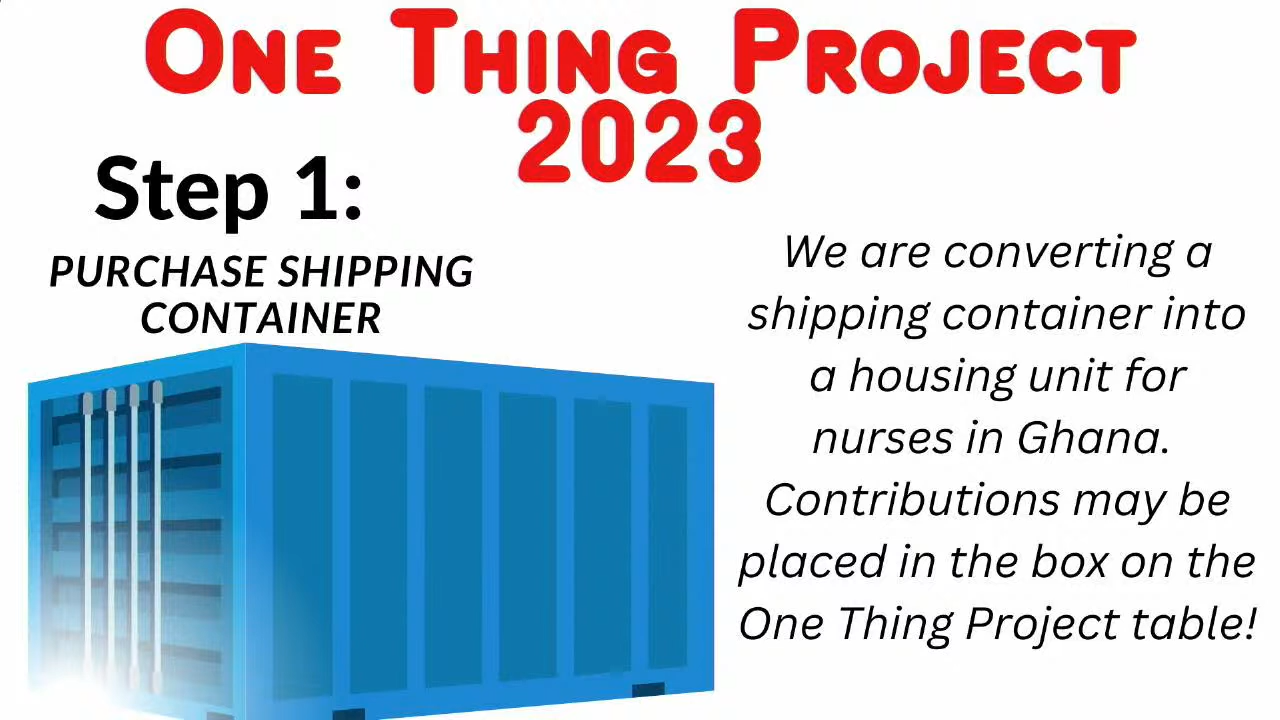 One Thing Project
2023
Step 1:
PURCHASE SHIPPING
CONTAINER
We are converting a
shipping container into
a housing unit for
nurses in Ghana.
Contributions may be
placed in the box on the
One Thing Project table!